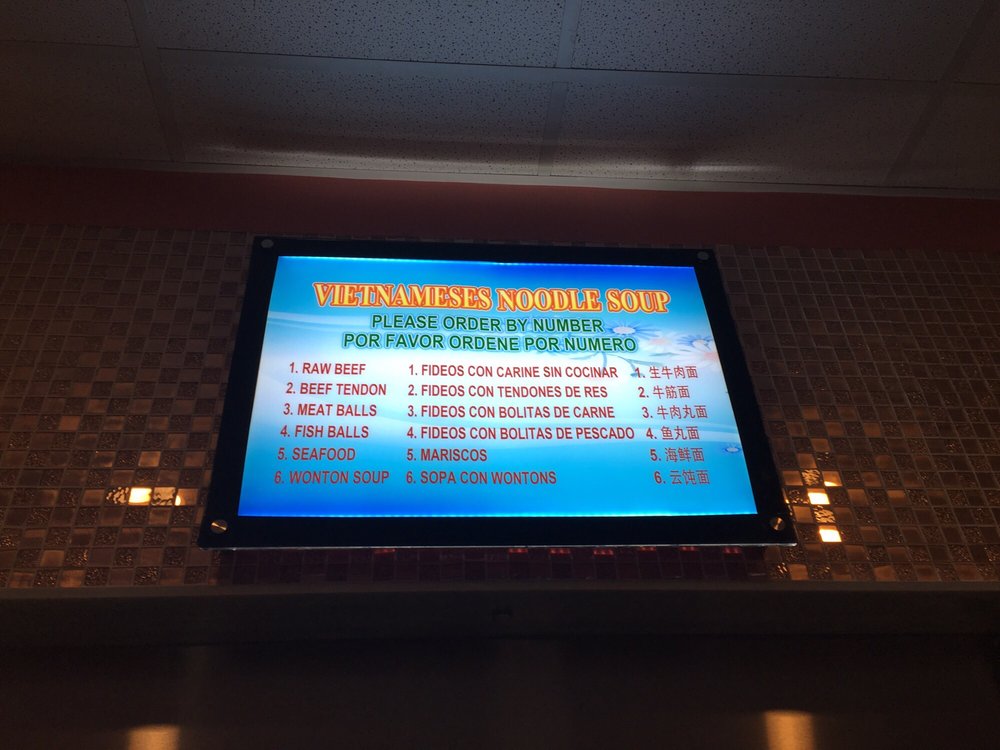 VIETNAMESES NOODLE SOUP
PLEASE ORDER BY NUMBER
POR FAVOR ORDENE POR NUMERO
1. RAW BEEF 1. FIDEOS CON CARINE SIN COCINAR 1. 生牛肉面
2. BEEF TENDON 2. FIDEOS CON TENDONES DE RES 2. 牛筋面
3. MEAT BALLS 3. FIDEOS CON BOLITAS DE CARNE 3. 牛肉丸面
4. FISH BALLS 4. FIDEOS CON BOLITAS DE PESCADO 4. 鱼丸面
5. SEAFOOD 5. MARISCOS 5. 海鲜面
6. WONTON SOUP 6. SOPA CON WONTONS 6. 云饨面